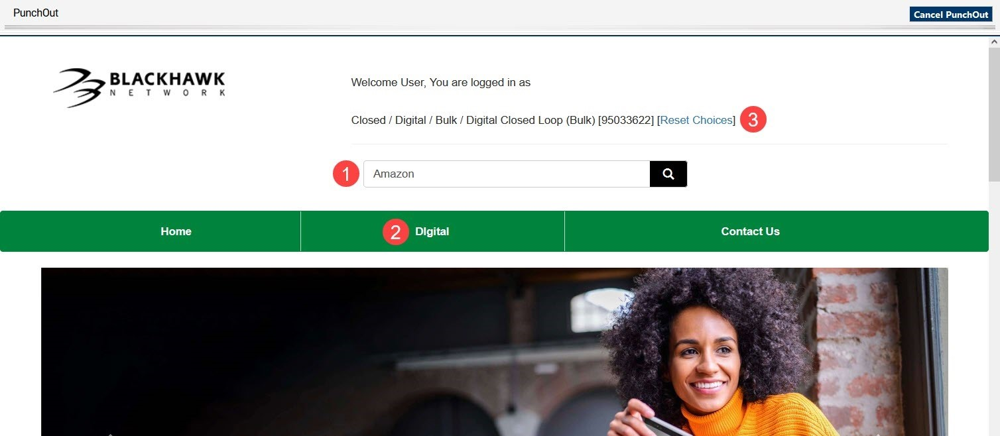 PunchOut
Cancel PunchOut
BLACKHAWK
NETWORK
Welcome User, You are logged in as
Closed / Digital / Bulk / Digital Closed Loop (Bulk) [95033622] [Reset Choices] 3
1 Amazon
Home
2 DIgital
Contact Us